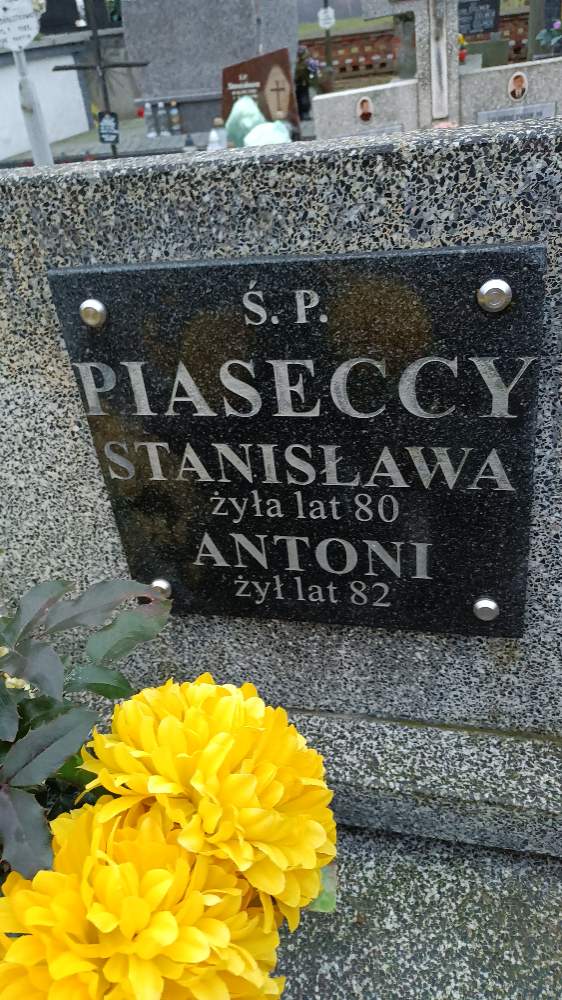 Ś. P.
PIASECCY
STANISŁAWA
żyła lat 80
ANTONI
żył lat 82